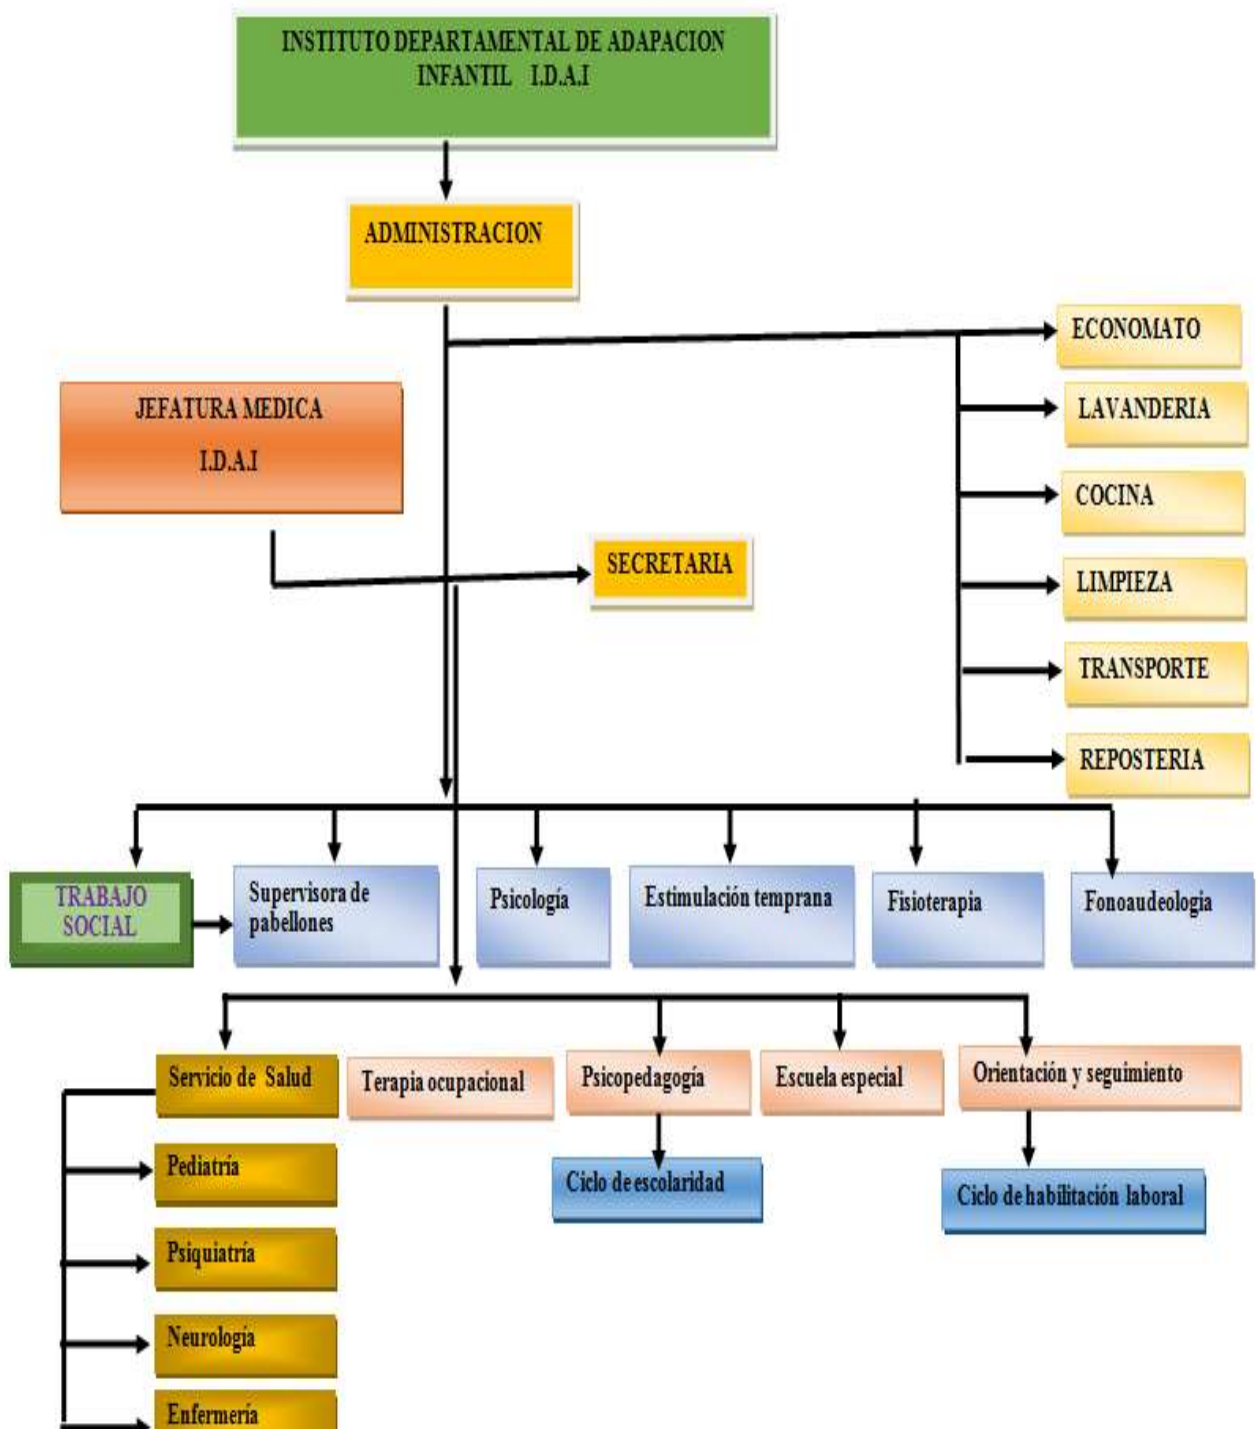 INSTITUTO DEPARTAMENTAL DE ADAPACION
INFANTIL I.D.A.I
ADMINISTRACION
ECONOMATO
JEFATURA MEDICA
I.D.A.I
LAVANDERIA
COCINA
SECRETARIA
LIMPIEZA
TRANSPORTE
REPOSTERIA
TRABAJO
SOCIAL
Supervisora de
pabellones
Psicología
Estimulación temprana
Fisioterapia
Fonoaudeologia
Servicio de Salud
Terapia ocupacional
Psicopedagogía
Escuela especial
Orientación y seguimiento
Pediatría
Ciclo de escolaridad
Ciclo de habilitación laboral
Psiquiatría
Neurología
Enfermería